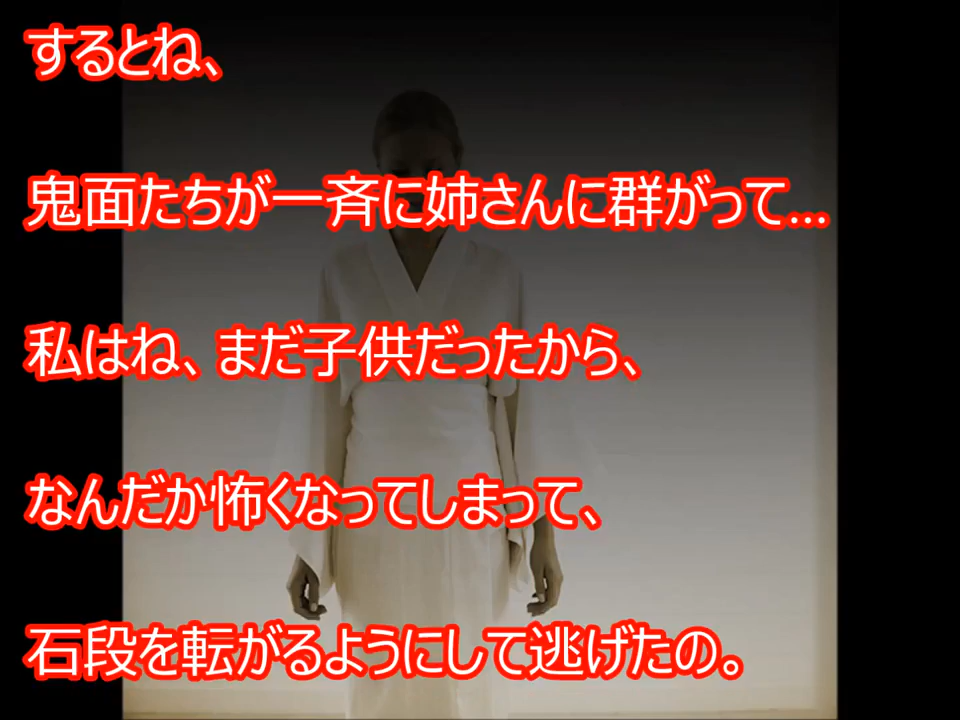 するとね、
鬼面たちが一斉に姉さんに群がって…
私はね、まだ子供だったから、
なんだか怖くなってしまって、
石段を転がるようにして逃げたの。